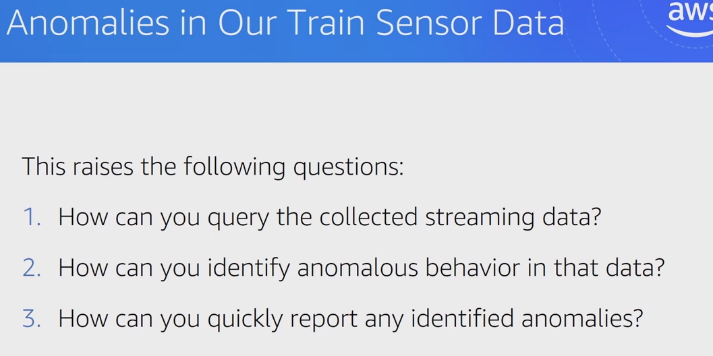 Anomalies in Our Train Sensor Data
aws
This raises the following questions:
1. How can you query the collected streaming data?
2. How can you identify anomalous behavior in that data?
3. How can you quickly report any identified anomalies?